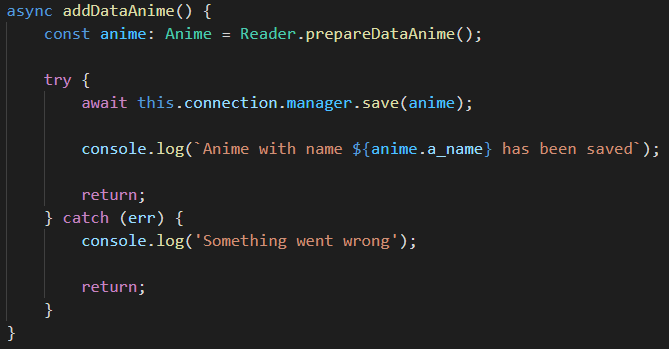 async addDataAnime() {
    const anime: Anime = Reader.prepareDataAnime();

    try {
        await this.connection.manager.save(anime);

        console.log(`Anime with name ${anime.a_name} has been saved`);

        return;
    } catch (err) {
        console.log('Something went wrong');

        return;
    }
}